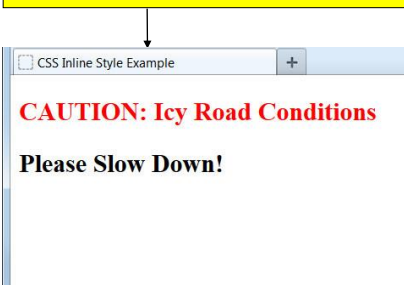 CSS Inline Style Example
CAUTION: Icy Road Conditions
Please Slow Down!